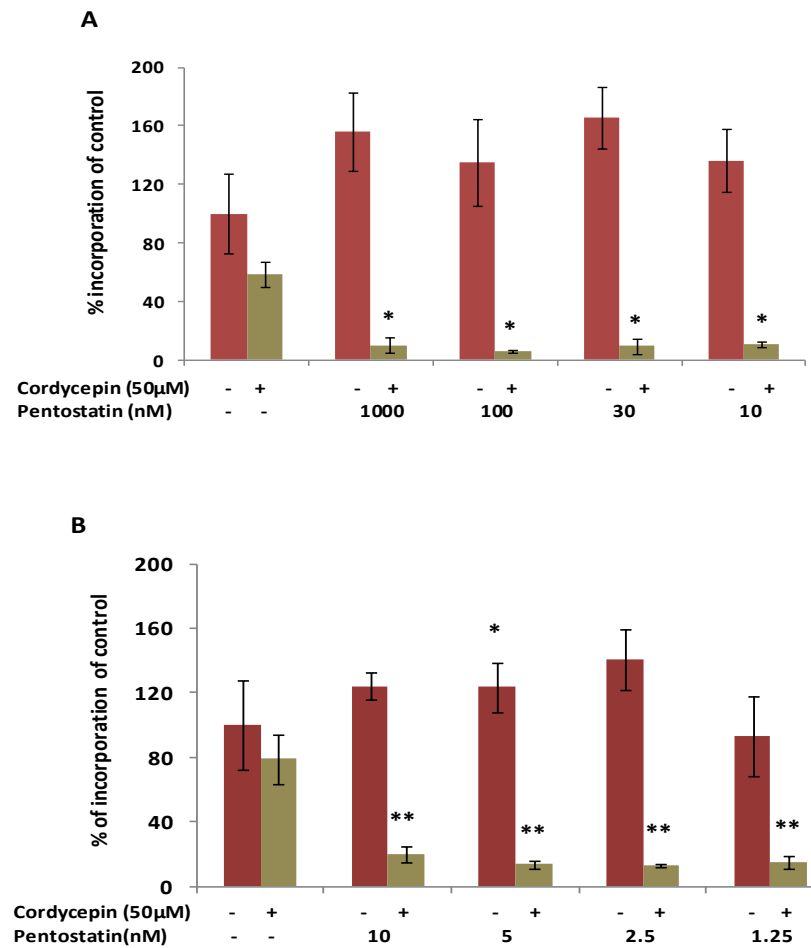 A
200
160
120
80
40
0
% incorporation of control
* * * *
Cordycepin (50µM) - + - + - + - + - +
Pentostatin (nM) - - 1000 100 30 10
B
200
160
120
80
40
0
% of incorporation of control
*
** ** ** **
Cordycepin (50µM) - + - + - + - + - +
Pentostatin(nM) - - 10 5 2.5 1.25